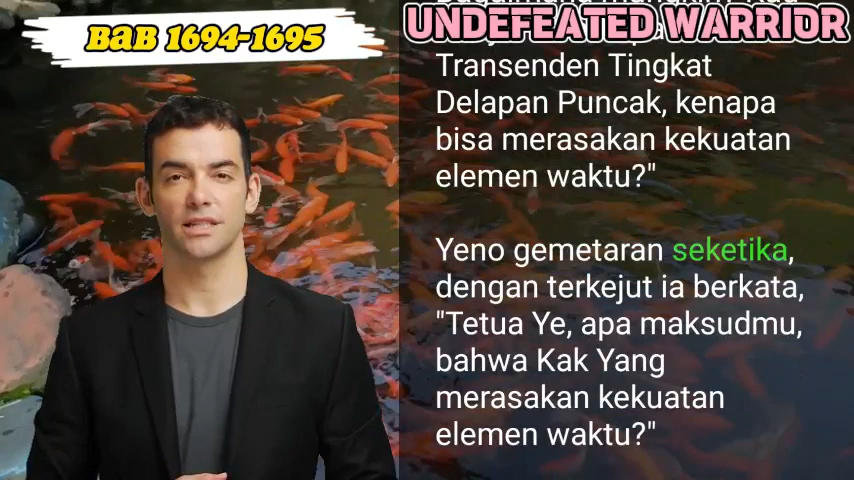 BAB 1694-1695
UNDEFEATED WARRIOR
Transenden Tingkat
Delapan Puncak, kenapa
bisa merasakan kekuatan
elemen waktu?"
Yeno gemetaran seketika,
dengan terkejut ia berkata,
"Tetua Ye, apa maksudmu,
bahwa Kak Yang
merasakan kekuatan
elemen waktu?"